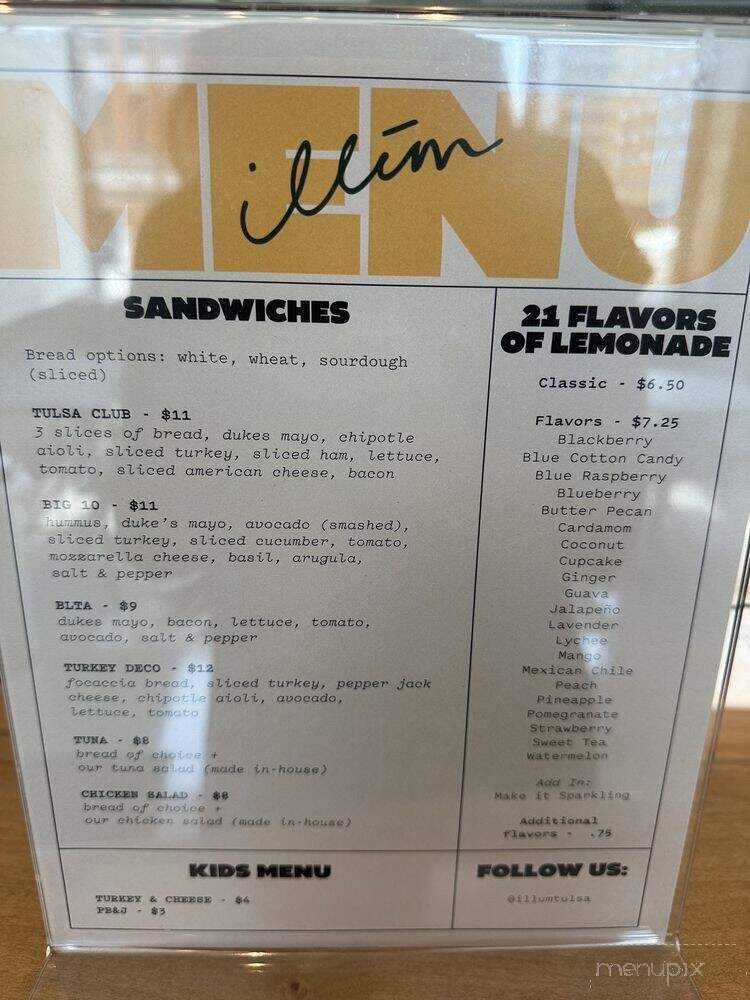 MENU
illūm
SANDWICHES
Bread options: white, wheat, sourdough
(sliced)
TULSA CLUB - $11
3 slices of bread, dukes mayo, chipotle
aioli, sliced turkey, sliced ham, lettuce,
tomato, sliced american cheese, bacon
BIG 10 - $11
hummus, duke's mayo, avocado (smashed),
sliced turkey, sliced cucumber, tomato,
mozzarella cheese, basil, arugula,
salt & pepper
BLTA - $9
dukes mayo, bacon, lettuce, tomato,
avocado, salt & pepper
TURKEY DECO - $12
focaccia bread, sliced turkey, pepper jack
cheese, chipotle aioli, avocado,
lettuce, tomato
TUNA - $8
bread of choice +
our tuna salad (made in-house)
CHICKEN SALAD - $8
bread of choice +
our chicken salad (made in-house)
KIDS MENU
TURKEY & CHEESE - $4
PB&J - $3
21 FLAVORS
OF LEMONADE
Classic - $6.50
Flavors - $7.25
Blackberry
Blue Cotton Candy
Blue Raspberry
Blueberry
Butter Pecan
Cardamom
Coconut
Cupcake
Ginger
Guava
Jalapeño
Lavender
Lychee
Mango
Mexican Chile
Peach
Pineapple
Pomegranate
Strawberry
Sweet Tea
Watermelon
Add In:
Make it Sparkling
Additional
flavors - .75
FOLLOW US:
@illumtulsa
menupix